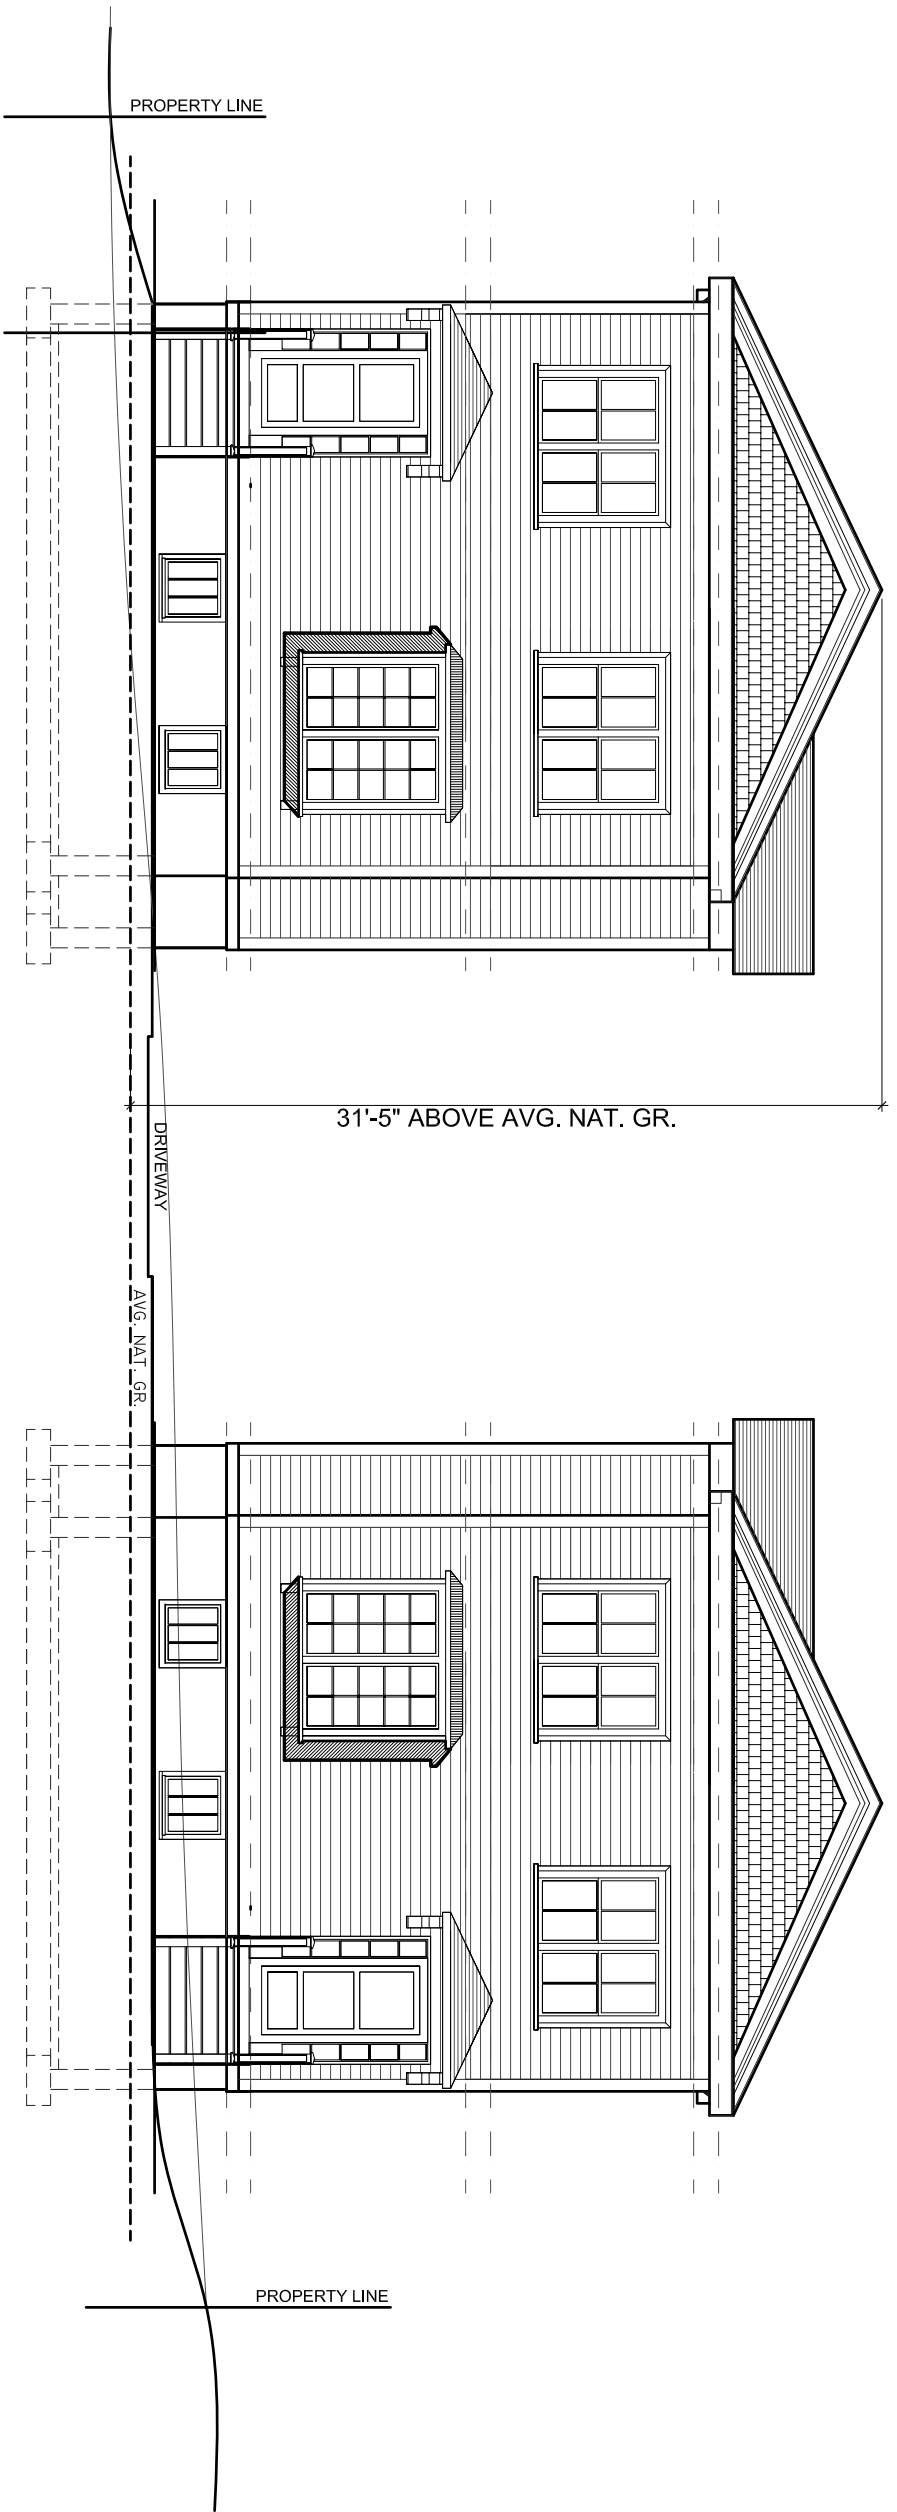 PROPERTY LINE
31'-5" ABOVE AVG. NAT. GR.
DRIVEWAY
AVG. NAT. GR.
PROPERTY LINE